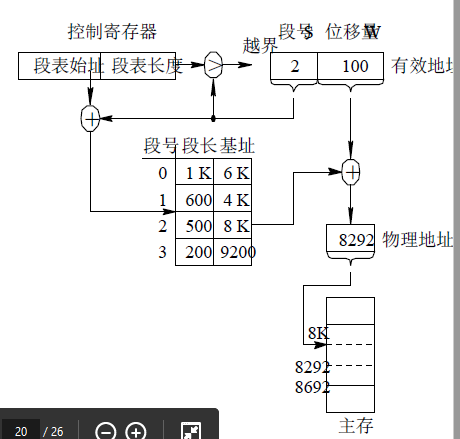 控制寄存器
段表始址 段表长度
>
越界
段号S 位移量W
2 100 有效地址
+
段号 段长 基址
0 1 K 6 K
1 600 4 K
2 500 8 K
3 200 9200
+
8292 物理地址
8K
8292
8692
主存
20 / 26